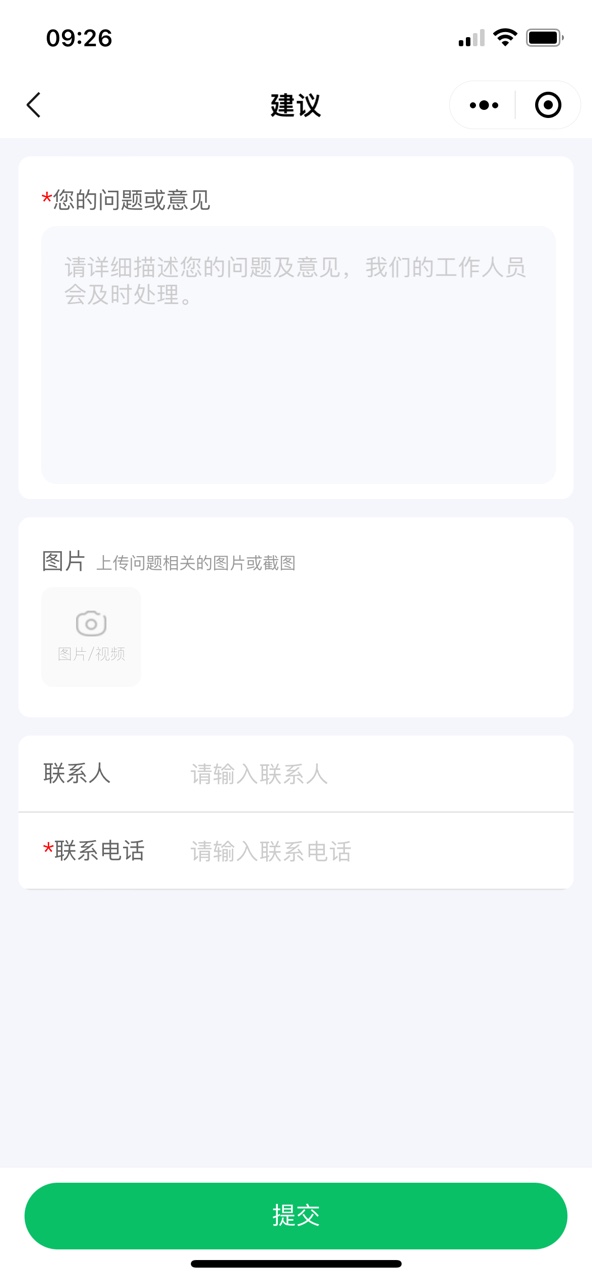 09:26
建议
*您的问题或意见
请详细描述您的问题及意见，我们的工作人员
会及时处理。
图片 上传问题相关的图片或截图
图片/视频
联系人 请输入联系人
*联系电话 请输入联系电话
提交